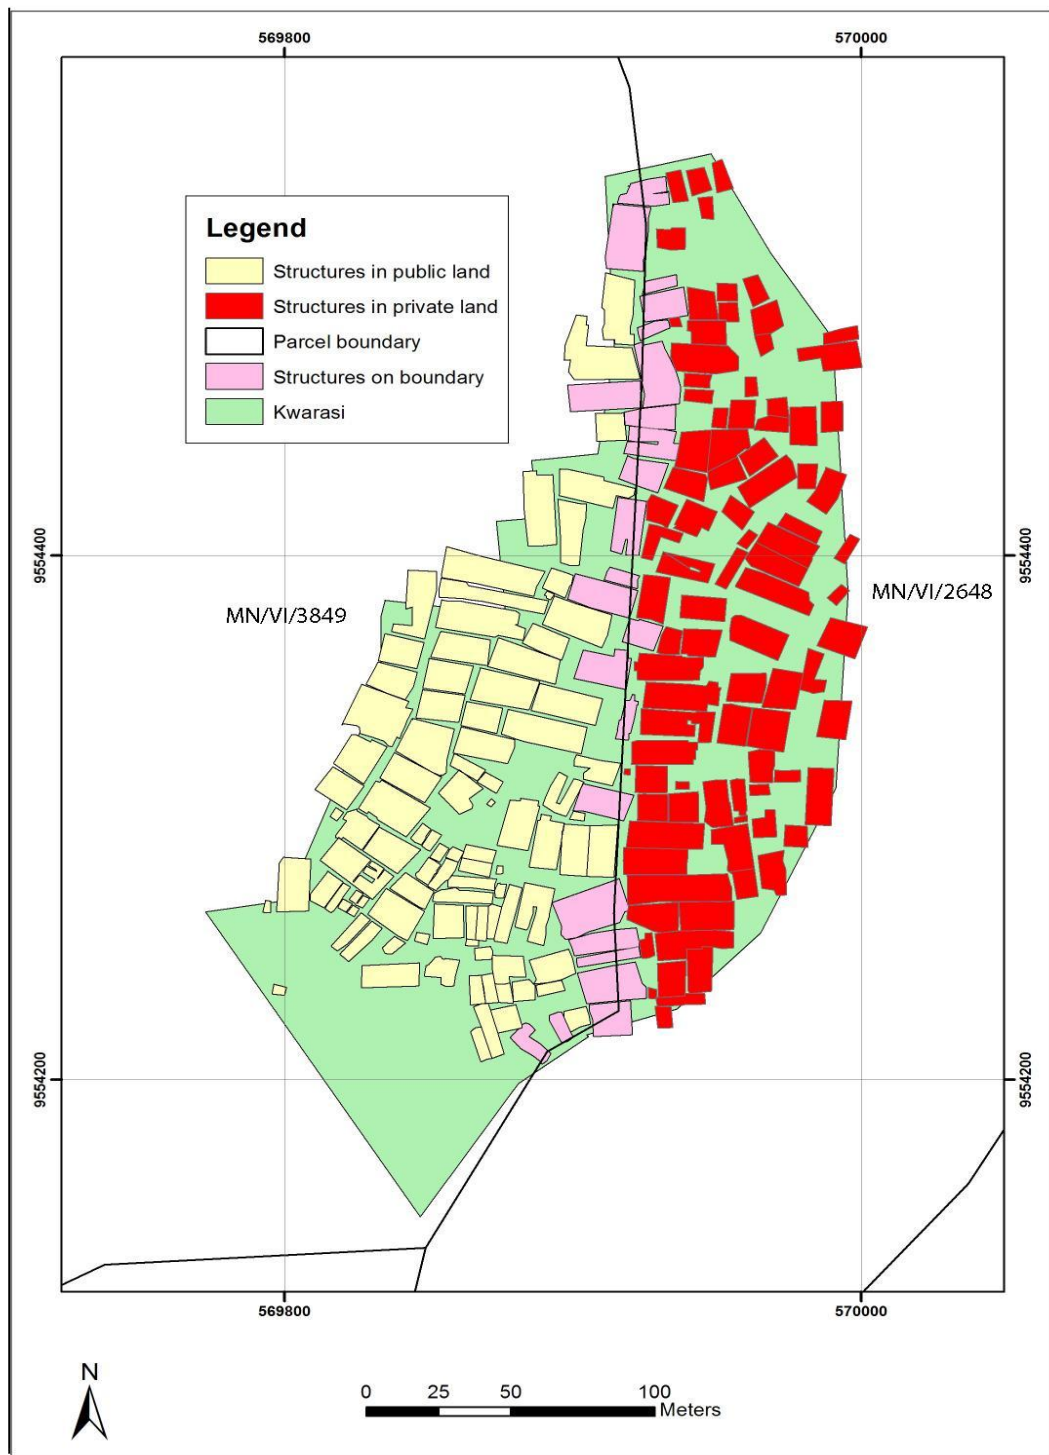 569800
570000
Legend
Structures in public land
Structures in private land
Parcel boundary
Structures on boundary
Kwarasi
9554400
9554400
MN/VI/3849
MN/VI/2648
9554200
9554200
569800
570000
N
0 25 50 100
Meters